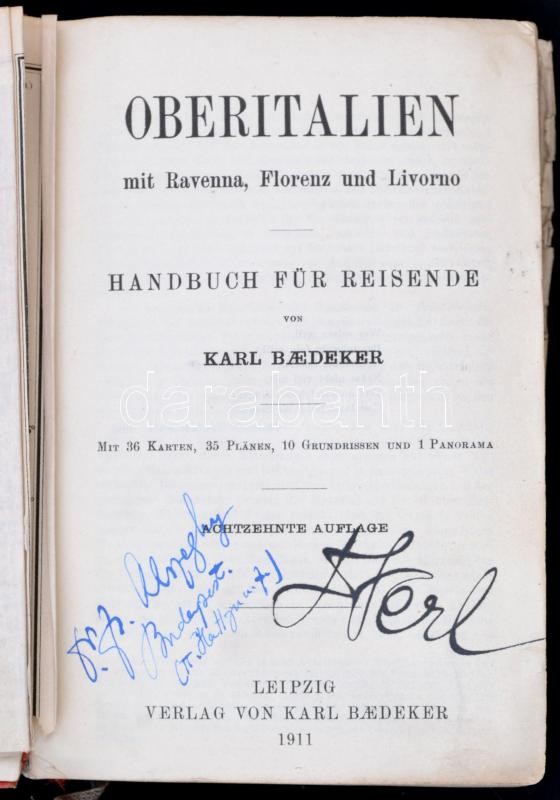 OBERITALIEN
mit Ravenna, Florenz und Livorno
HANDBUCH FÜR REISENDE
VON
KARL BÆDEKER
darabanth
MIT 36 KARTEN, 35 PLÄNEN, 10 GRUNDRISSEN UND 1 PANORAMA
ACHTZEHNTE AUFLAGE
Budapest.
LEIPZIG
VERLAG VON KARL BÆDEKER
1911